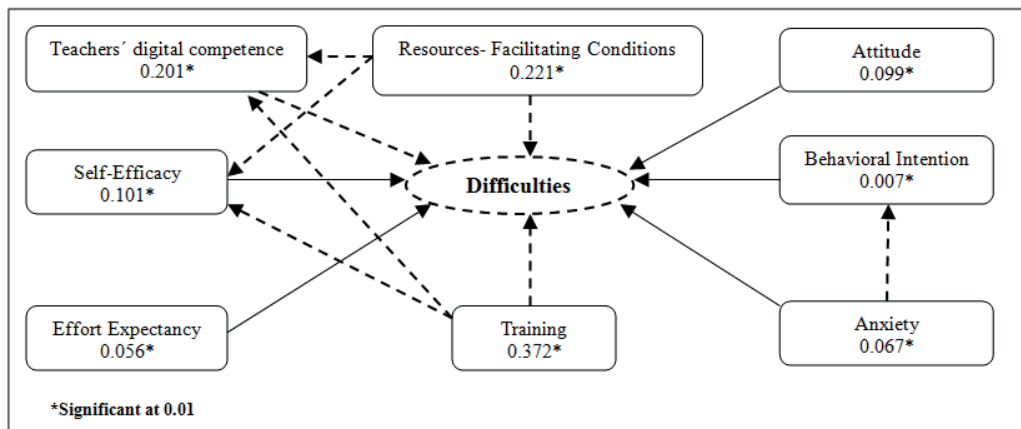 Teachers´ digital competence
0.201*
Resources- Facilitating Conditions
0.221*
Attitude
0.099*
Self-Efficacy
0.101*
Difficulties
Behavioral Intention
0.007*
Effort Expectancy
0.056*
Training
0.372*
Anxiety
0.067*
*Significant at 0.01